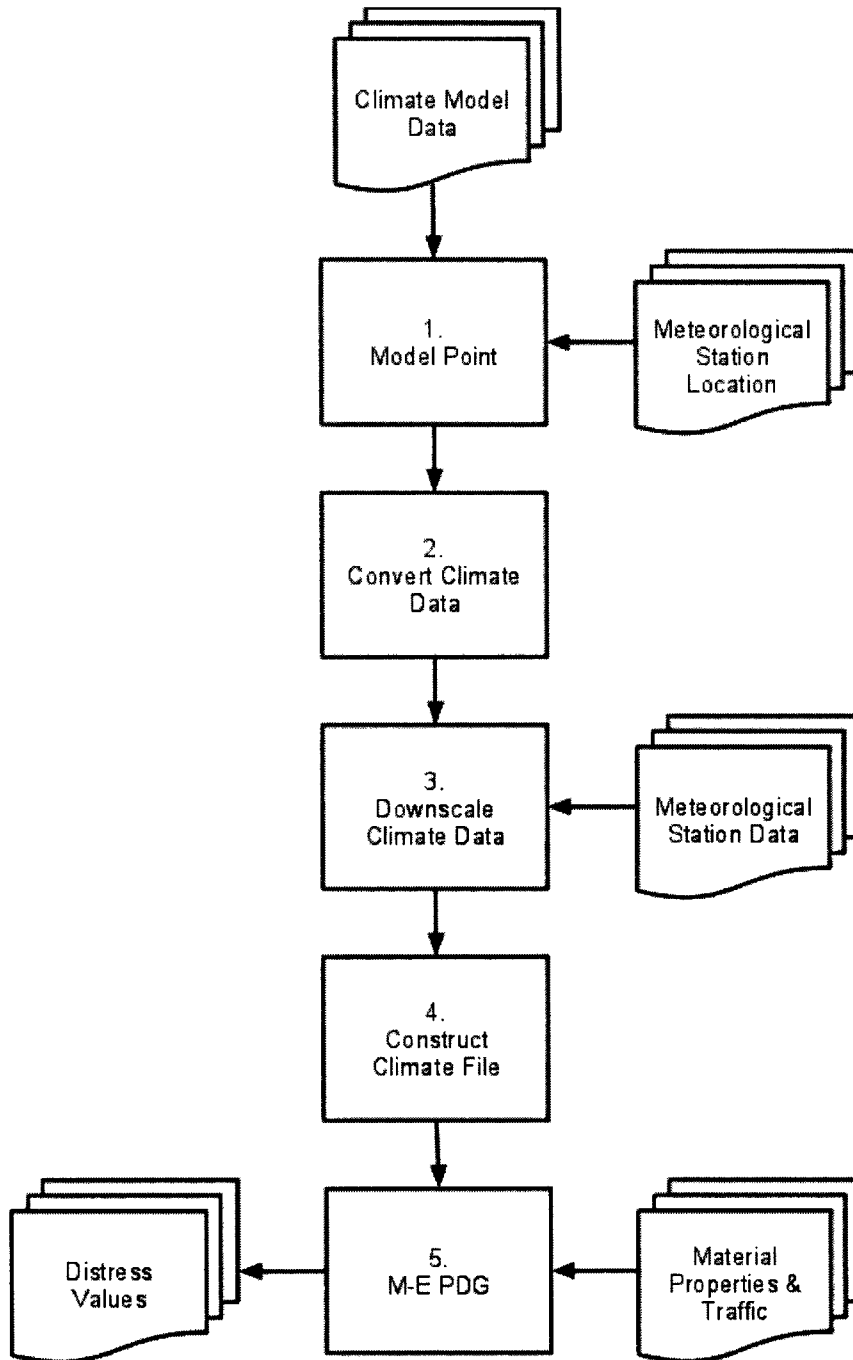 Climate Model
Data
1.
Model Point
Meteorological
Station
Location
2.
Convert Climate
Data
3.
Downscale
Climate Data
Meteorological
Station Data
4.
Construct
Climate File
Distress
Values
5.
M-E PDG
Material
Properties &
Traffic